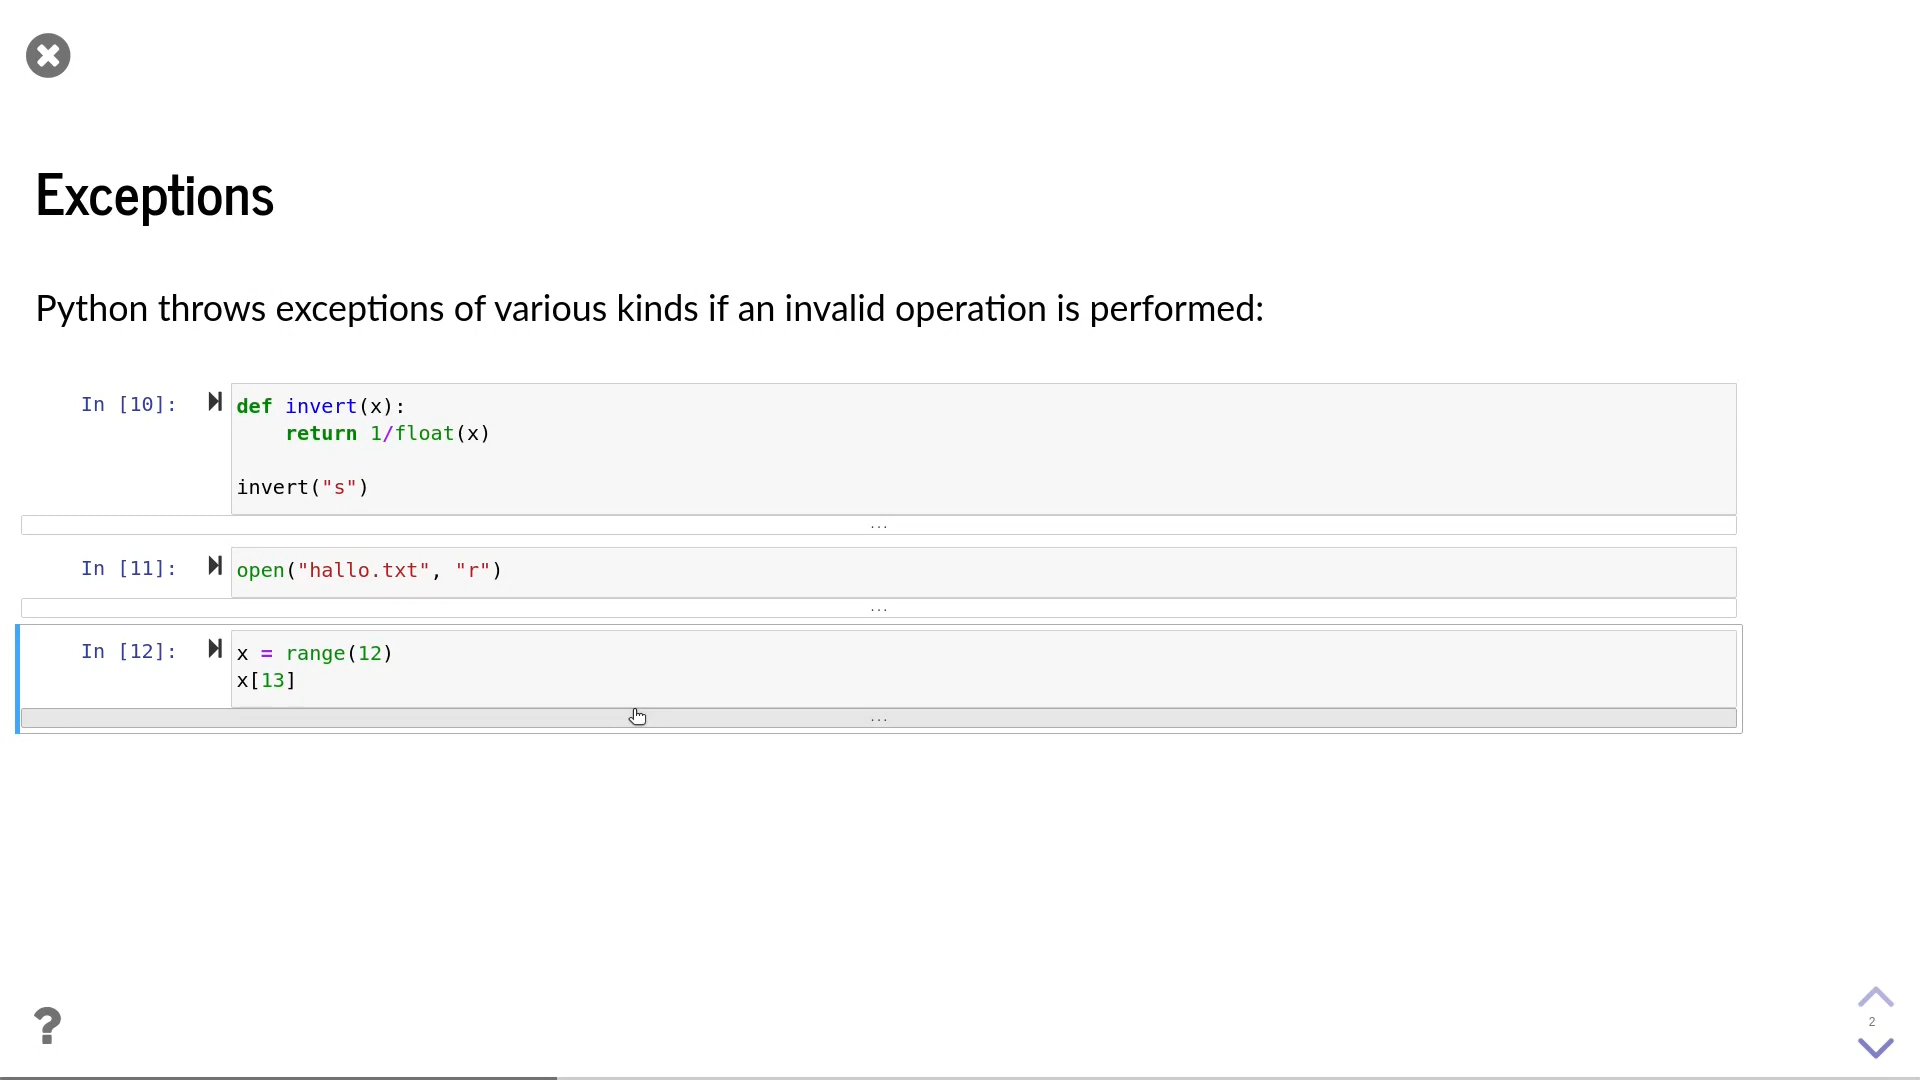 Exceptions
Python throws exceptions of various kinds if an invalid operation is performed:
In [10]:
def invert(x):
    return 1/float(x)

invert("s")
...
In [11]:
open("hallo.txt", "r")
...
In [12]:
x = range(12)
x[13]
...
?
2